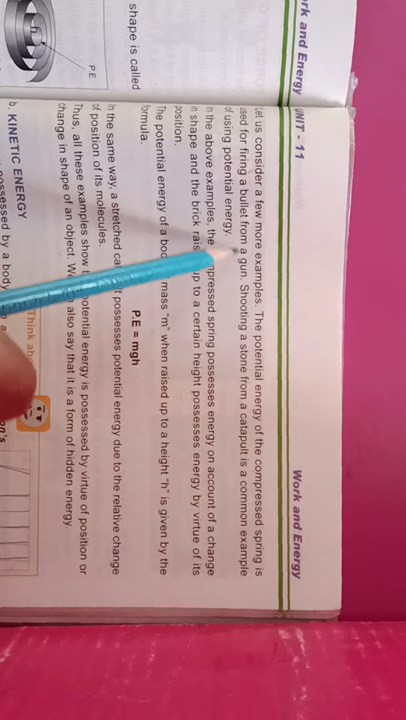 rk and Energy
shape is called
P.E.
UNIT - 11
Work and Energy
Let us consider a few more examples. The potential energy of the compressed spring is
used for firing a bullet from a gun. Shooting a stone from a catapult is a common example
of using potential energy.
In the above examples, the pressed spring possesses energy on account of a change
in shape and the brick rais up to a certain height possesses energy by virtue of its
position.
The potential energy of a bod mass "m" when raised up to a height "h" is given by the
formula.
P.E = mgh
In the same way, a stretched ca t possesses potential energy due to the relative change
of position of its molecules.
Thus, all these examples show potential energy is possessed by virtue of position or
change in shape of an object. We also say that it is a form of hidden energy.
Think ab
b. KINETIC ENERGY
possessed by a body
on's